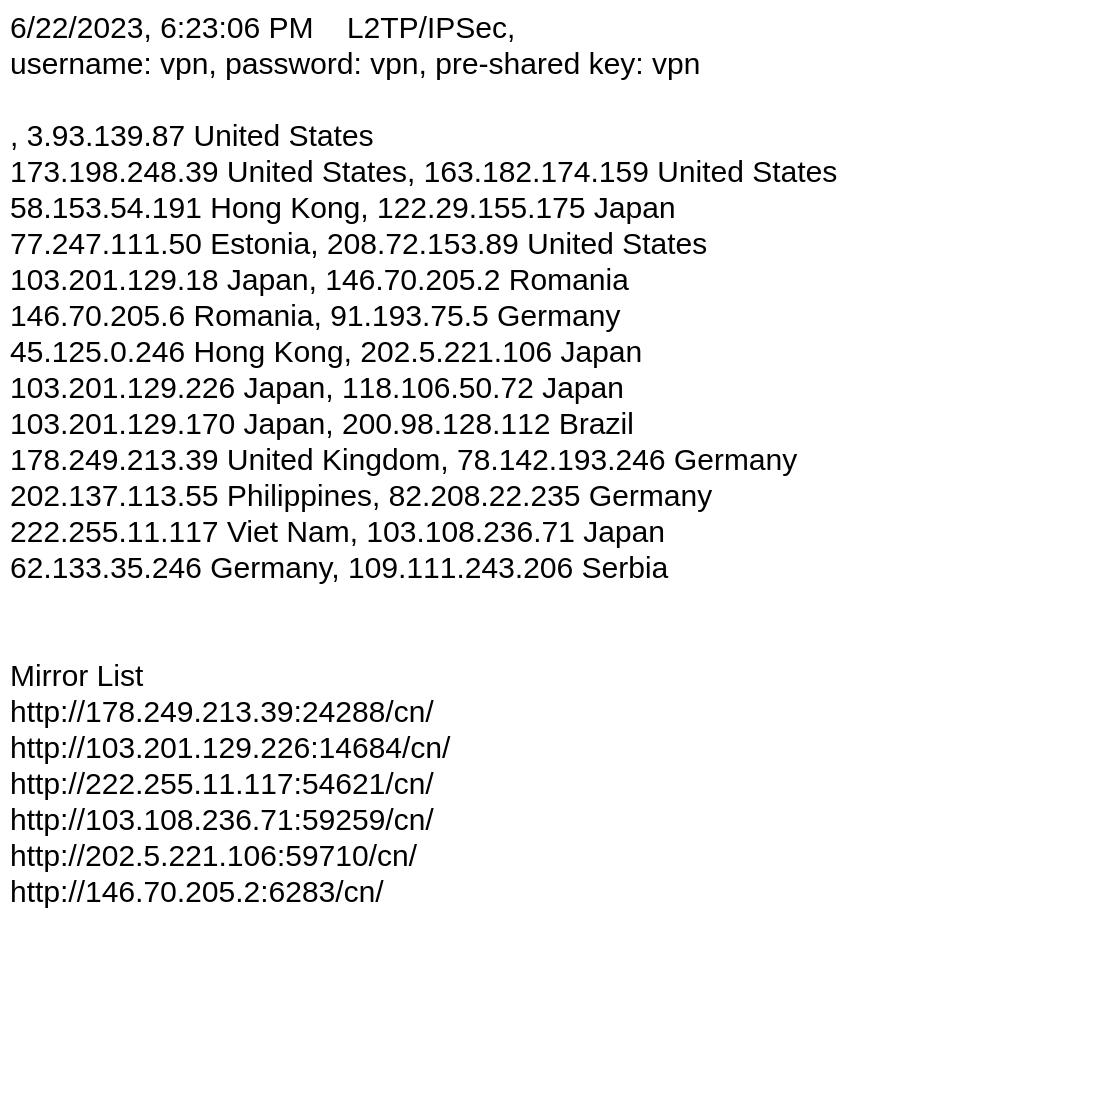 6/22/2023, 6:23:06 PM    L2TP/IPSec,
username: vpn, password: vpn, pre-shared key: vpn
, 3.93.139.87 United States
173.198.248.39 United States, 163.182.174.159 United States
58.153.54.191 Hong Kong, 122.29.155.175 Japan
77.247.111.50 Estonia, 208.72.153.89 United States
103.201.129.18 Japan, 146.70.205.2 Romania
146.70.205.6 Romania, 91.193.75.5 Germany
45.125.0.246 Hong Kong, 202.5.221.106 Japan
103.201.129.226 Japan, 118.106.50.72 Japan
103.201.129.170 Japan, 200.98.128.112 Brazil
178.249.213.39 United Kingdom, 78.142.193.246 Germany
202.137.113.55 Philippines, 82.208.22.235 Germany
222.255.11.117 Viet Nam, 103.108.236.71 Japan
62.133.35.246 Germany, 109.111.243.206 Serbia
Mirror List
http://178.249.213.39:24288/cn/
http://103.201.129.226:14684/cn/
http://222.255.11.117:54621/cn/
http://103.108.236.71:59259/cn/
http://202.5.221.106:59710/cn/
http://146.70.205.2:6283/cn/